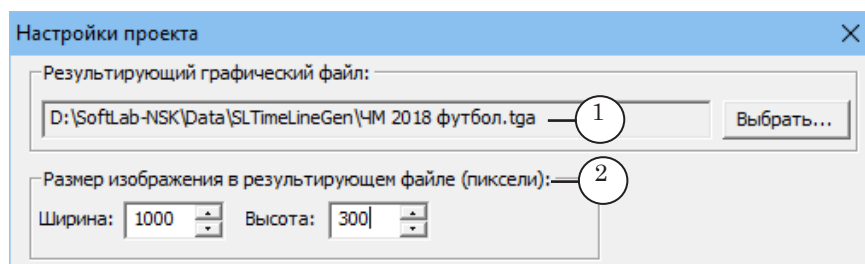 Настройки проекта
Результирующий графический файл:
D:\SoftLab-NSK\Data\SLTimeLineGen\ЧМ 2018 футбол.tga 1 Выбрать...
Размер изображения в результирующем файле (пиксели): 2
Ширина: 1000 Высота: 300